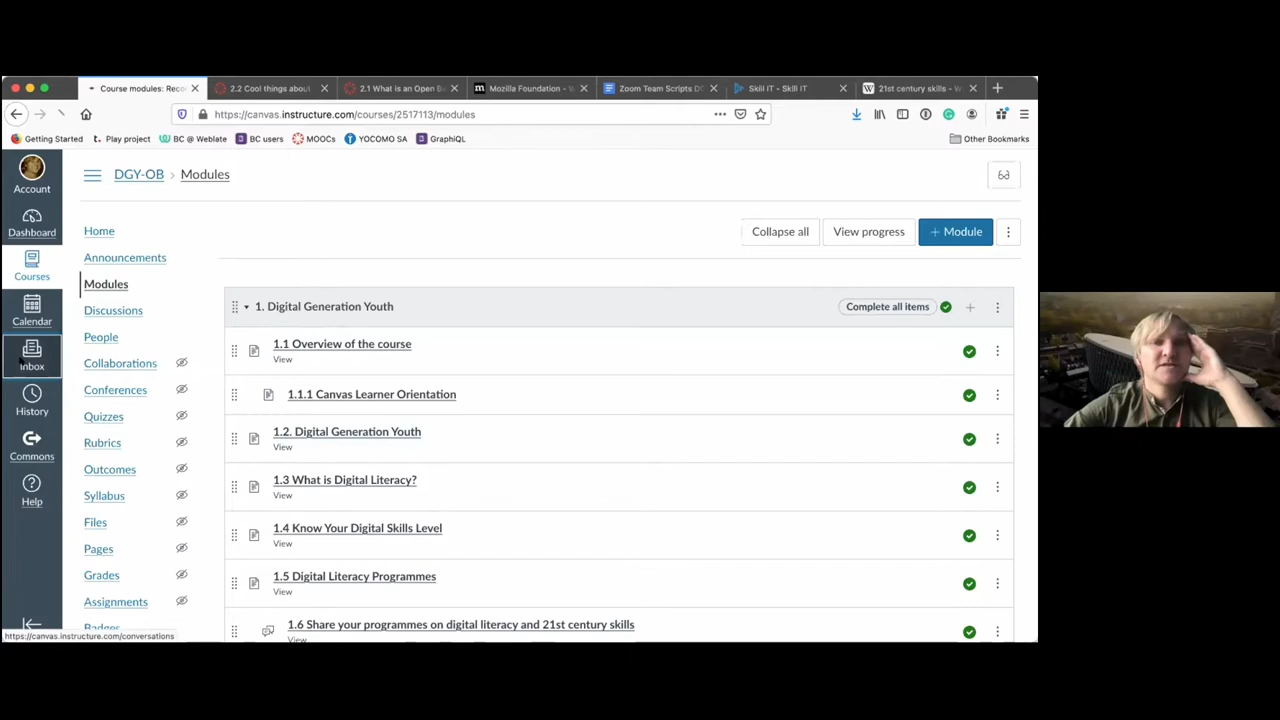 Course modules: Reco
2.2 Cool things about
2.1 What is an Open Ba
Mozilla Foundation - W
Zoom Team Scripts D
Skill IT - Skill IT
21st century skills - W
https://canvas.instructure.com/courses/2517113/modules
Getting Started
Play project
BC @ Weblate
BC users
MOOCs
YOCOMO SA
GraphiQL
Other Bookmarks
Account
Dashboard
Courses
Calendar
Inbox
History
Commons
Help
DGY-OB > Modules
Home
Announcements
Modules
Discussions
People
Collaborations
Conferences
Quizzes
Rubrics
Outcomes
Syllabus
Files
Pages
Grades
Assignments
Badges
Collapse all
View progress
+ Module
1. Digital Generation Youth
Complete all items
1.1 Overview of the course
View
1.1.1 Canvas Learner Orientation
1.2. Digital Generation Youth
View
1.3 What is Digital Literacy?
View
1.4 Know Your Digital Skills Level
View
1.5 Digital Literacy Programmes
View
1.6 Share your programmes on digital literacy and 21st century skills
View
https://canvas.instructure.com/conversations